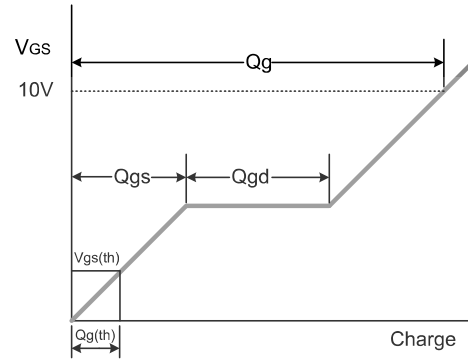 VGS
Qg
10V
Qgs
Qgd
Vgs(th)
Qg(th)
Charge